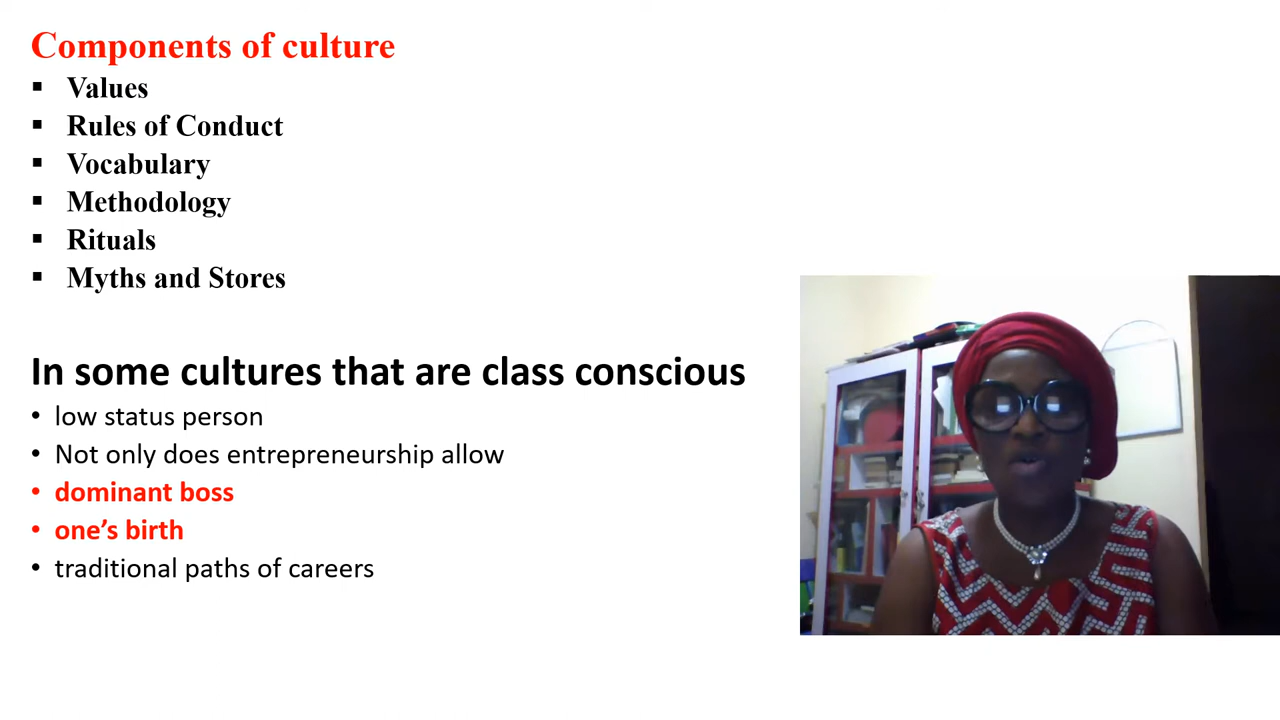 Components of culture
▪ Values
▪ Rules of Conduct
▪ Vocabulary
▪ Methodology
▪ Rituals
▪ Myths and Stores
In some cultures that are class conscious
• low status person
• Not only does entrepreneurship allow
• dominant boss
• one’s birth
• traditional paths of careers